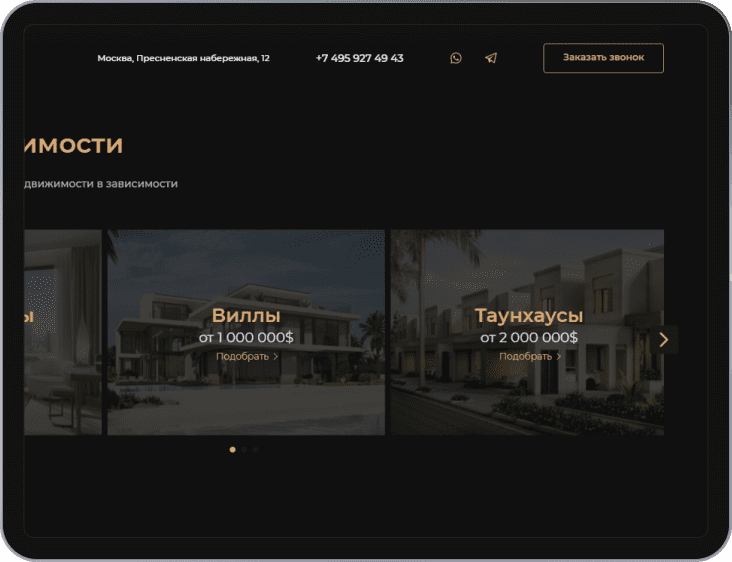 Москва, Пресненская набережная, 12
+7 495 927 49 43
Заказать звонок
имости
движимости в зависимости
ы
Виллы
от 1 000 000$
Подобрать
Таунхаусы
от 2 000 000$
Подобрать